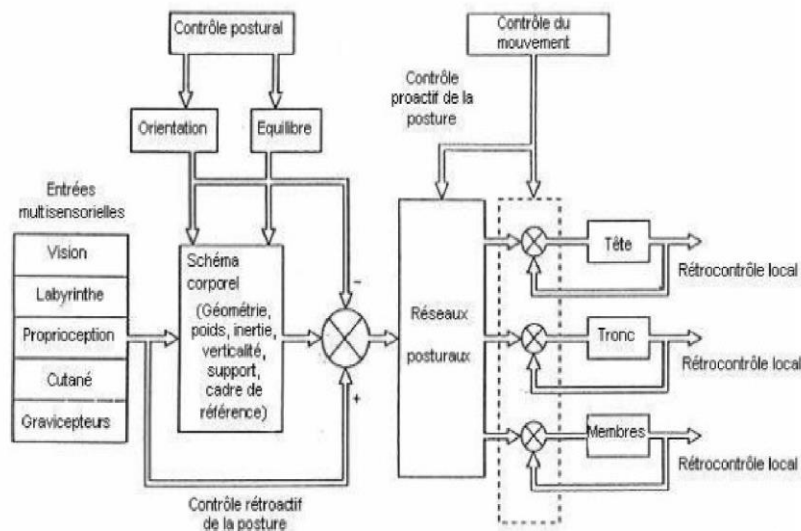 Contrôle postural
Contrôle du
mouvement
Contrôle
proactif de la
posture
Orientation
Equilibre
Entrées
multisensorielles
Vision
Labyrinthe
Proprioception
Cutané
Gravicepteurs
Schéma
corporel
(Géométrie,
poids, inertie,
verticalité,
support,
cadre de
référence)
−
+
Réseaux
posturaux
Tête
Rétrocontrôle local
Tronc
Rétrocontrôle local
Membres
Rétrocontrôle local
Contrôle rétroactif
de la posture